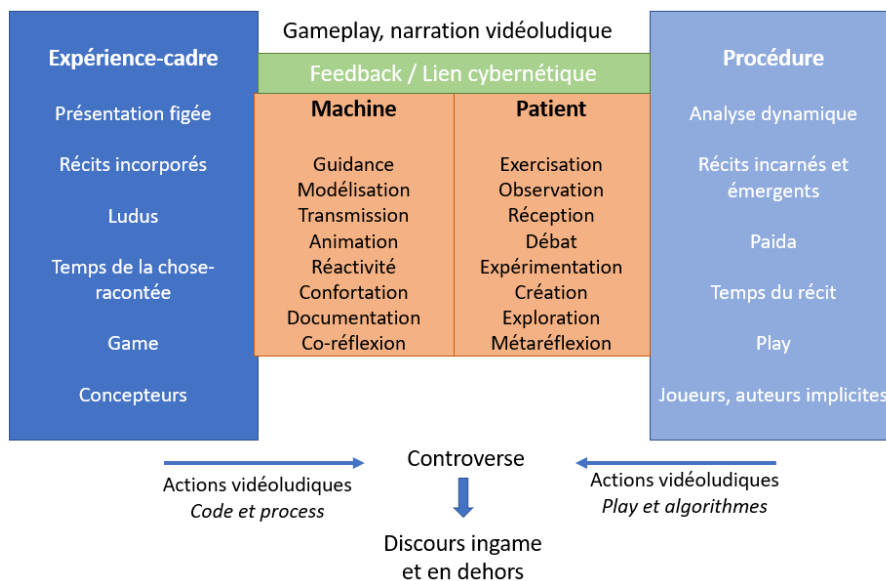 Gameplay, narration vidéoludique
Expérience-cadre
Présentation figée
Récits incorporés
Ludus
Temps de la chose-
racontée
Game
Concepteurs
Feedback / Lien cybernétique
Machine
Guidance
Modélisation
Transmission
Animation
Réactivité
Confortation
Documentation
Co-réflexion
Patient
Exercisation
Observation
Réception
Débat
Expérimentation
Création
Exploration
Métaréflexion
Procédure
Analyse dynamique
Récits incarnés et
émergents
Paida
Temps du récit
Play
Joueurs, auteurs implicites
Actions vidéoludiques
Code et process
Controverse
Actions vidéoludiques
Play et algorithmes
Discours ingame
et en dehors